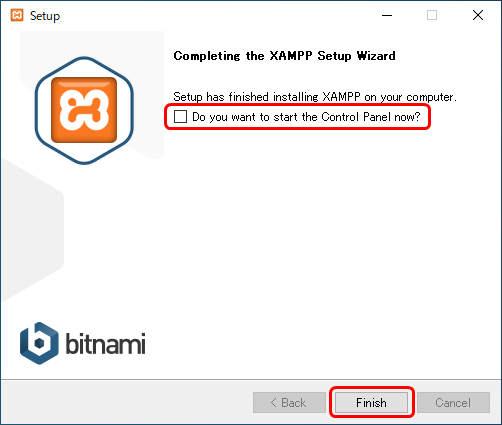 Setup
Completing the XAMPP Setup Wizard
Setup has finished installing XAMPP on your computer.
Do you want to start the Control Panel now?
bitnami
< Back
Finish
Cancel